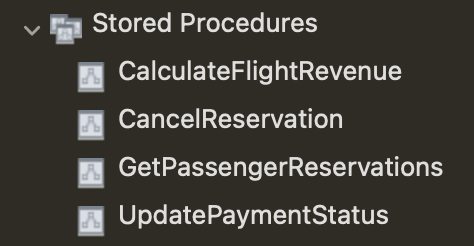 Stored Procedures
CalculateFlightRevenue
CancelReservation
GetPassengerReservations
UpdatePaymentStatus